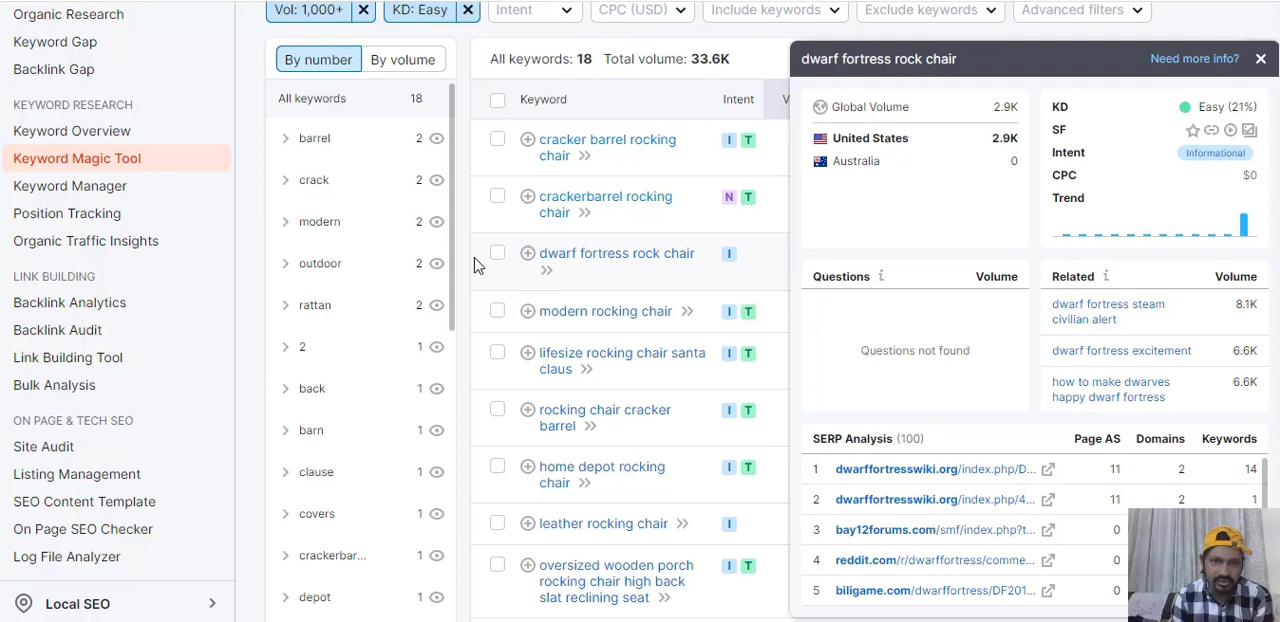 Organic Research
Keyword Gap
Backlink Gap
KEYWORD RESEARCH
Keyword Overview
Keyword Magic Tool
Keyword Manager
Position Tracking
Organic Traffic Insights
LINK BUILDING
Backlink Analytics
Backlink Audit
Link Building Tool
Bulk Analysis
ON PAGE & TECH SEO
Site Audit
Listing Management
SEO Content Template
On Page SEO Checker
Log File Analyzer
Local SEO
Vol: 1,000+
KD: Easy
Intent
CPC (USD)
Include keywords
Exclude keywords
Advanced filters
By number
By volume
All keywords 18
barrel 2
crack 2
modern 2
outdoor 2
rattan 2
2 1
back 1
barn 1
clause 1
covers 1
crackerbar... 1
depot 1
All keywords: 18 Total volume: 33.6K
Keyword Intent V
cracker barrel rocking I T
chair
crackerbarrel rocking N T
chair
dwarf fortress rock chair I
modern rocking chair I T
lifesize rocking chair santa I T
claus
rocking chair cracker I T
barrel
home depot rocking I T
chair
leather rocking chair I
oversized wooden porch I T
rocking chair high back
slat reclining seat
dwarf fortress rock chair
Need more info?
Global Volume 2.9K
United States 2.9K
Australia 0
KD Easy (21%)
SF
Intent Informational
CPC $0
Trend
Questions i Volume
Questions not found
Related i Volume
dwarf fortress steam 8.1K
civilian alert
dwarf fortress excitement 6.6K
how to make dwarves 6.6K
happy dwarf fortress
SERP Analysis (100) Page AS Domains Keywords
1 dwarffortresswiki.org/index.php/D... 11 2 14
2 dwarffortresswiki.org/index.php/4... 11 2 1
3 bay12forums.com/smf/index.php?t... 0
4 reddit.com/r/dwarffortress/comme... 0
5 biligame.com/dwarffortress/DF201... 0